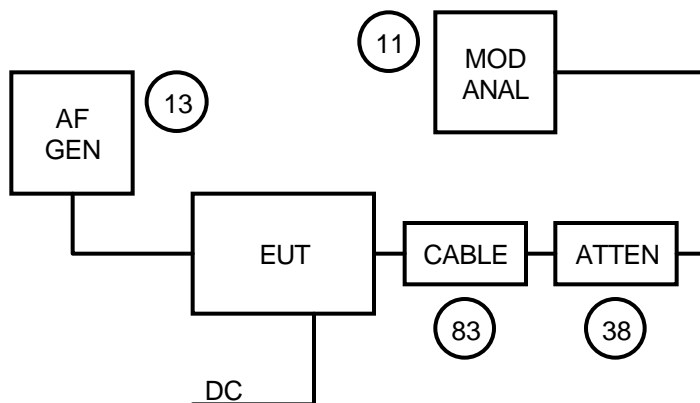 11
MOD
ANAL
13
AF
GEN
EUT
CABLE
ATTEN
83
38
DC